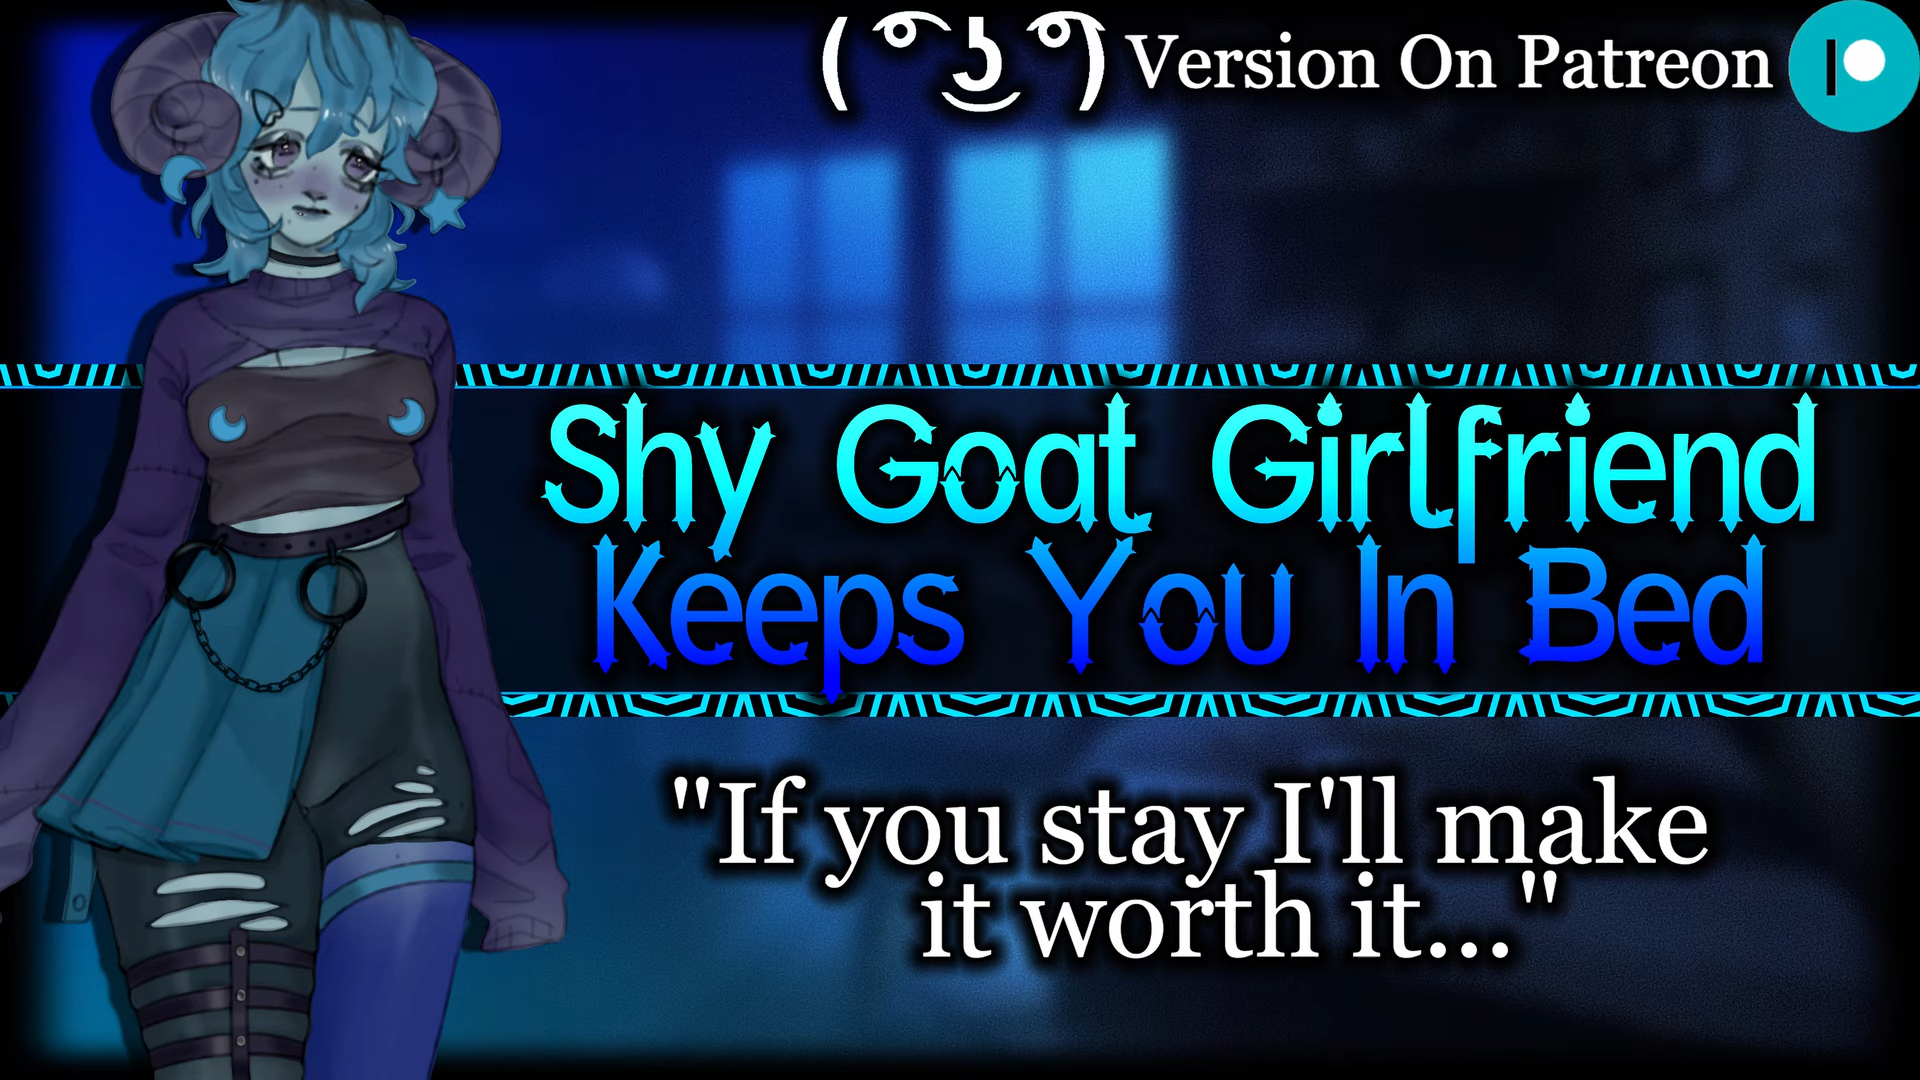 ( ͡° ͜ʖ ͡°) Version On Patreon
Shy Goat Girlfriend
Keeps You In Bed
"If you stay I'll make
it worth it..."